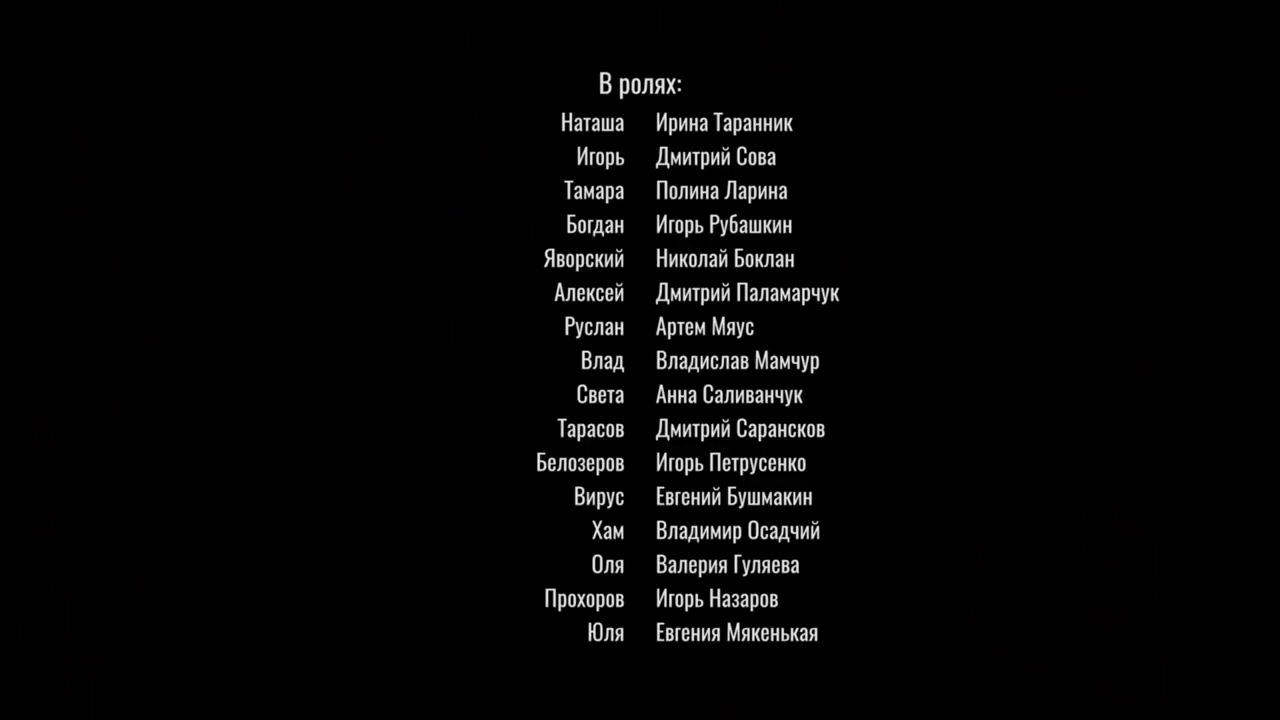 В ролях:
Наташа Ирина Таранник
Игорь Дмитрий Сова
Тамара Полина Ларина
Богдан Игорь Рубашкин
Яворский Николай Боклан
Алексей Дмитрий Паламарчук
Руслан Артем Мяус
Влад Владислав Мамчур
Света Анна Саливанчук
Тарасов Дмитрий Сарансков
Белозеров Игорь Петрусенко
Вирус Евгений Бушмакин
Хам Владимир Осадчий
Оля Валерия Гуляева
Прохоров Игорь Назаров
Юля Евгения Мякенькая